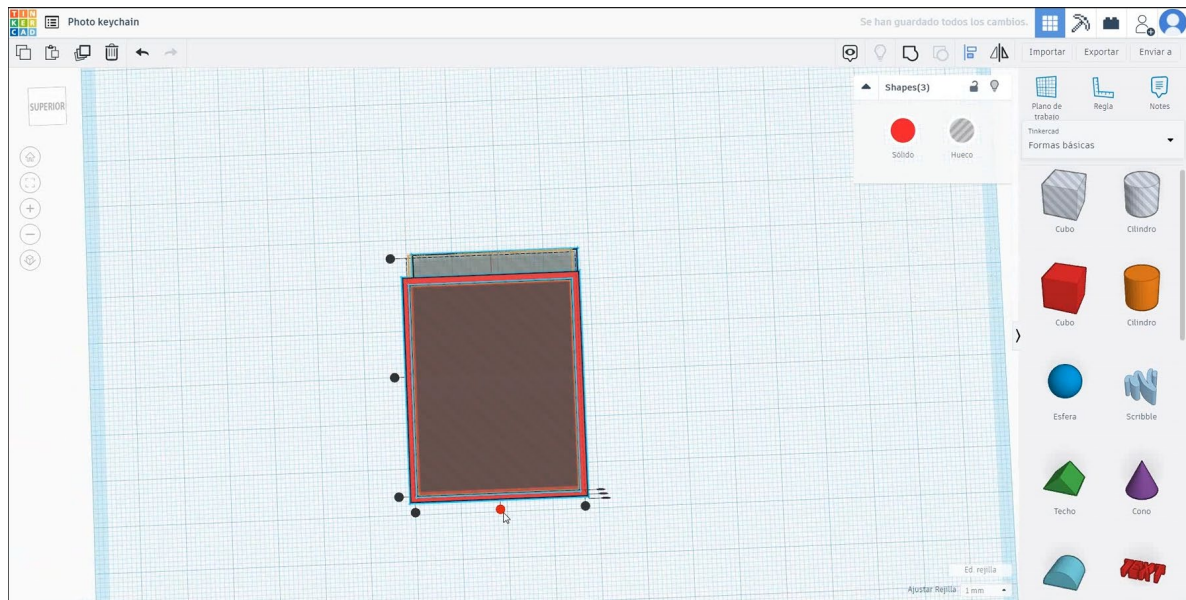 TIN
KER
CAD
Photo keychain
Se han guardado todos los cambios.
Importar
Exportar
Enviar a
SUPERIOR
Shapes(3)
Sólido
Hueco
Plano de
trabajo
Regla
Notes
Tinkercad
Formas básicas
Cubo
Cilindro
Cubo
Cilindro
Esfera
Scribble
Techo
Cono
TEXT
Ed. rejilla
Ajustar Rejilla
1 mm